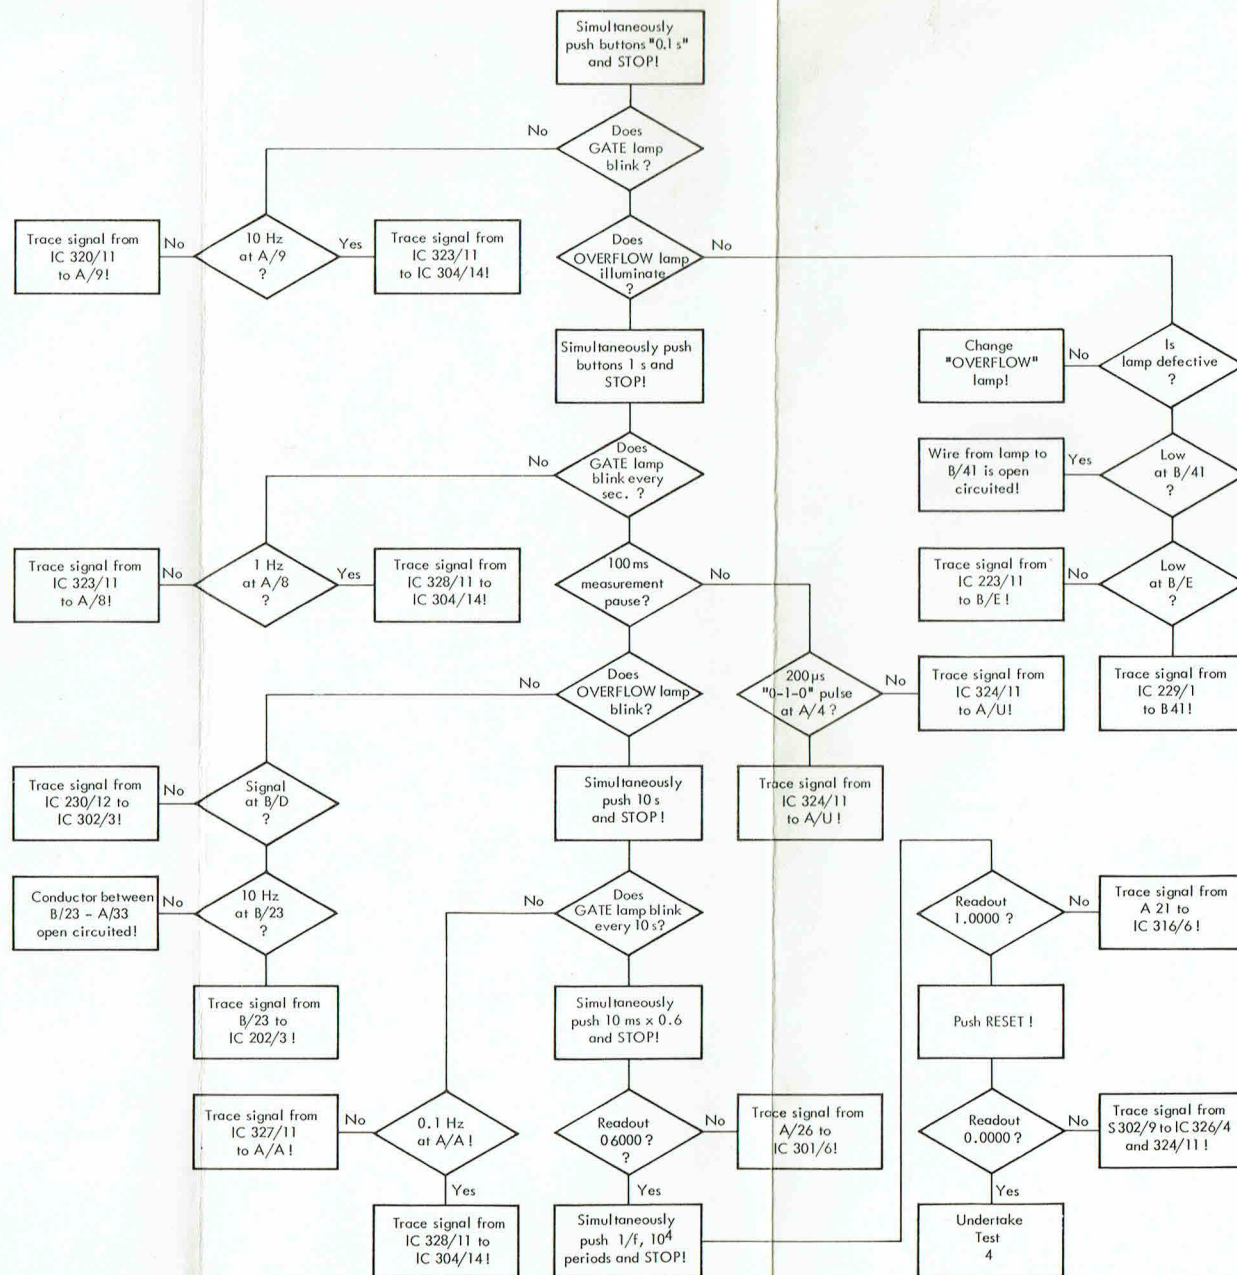 Simultaneously
push buttons "0.1 s"
and STOP!
No
Does
GATE lamp
blink ?
Trace signal from
IC 320/11
to A/9!
No
10 Hz
at A/9
?
Yes
Trace signal from
IC 323/11
to IC 304/14!
Does
OVERFLOW lamp
illuminate
?
No
Simultaneously push
buttons 1 s and
STOP!
Change
"OVERFLOW"
lamp!
No
Is
lamp defective
?
No
Does
GATE lamp
blink every
sec. ?
Wire from lamp to
B/41 is open
circuited!
Yes
Low
at B/41
?
Trace signal from
IC 323/11
to A/8!
No
1 Hz
at A/8
?
Yes
Trace signal from
IC 328/11 to
IC 304/14!
100 ms
measurement
pause?
No
Trace signal from
IC 223/11
to B/E !
No
Low
at B/E
?
No
Does
OVERFLOW lamp
blink?
200 µs
"0-1-0" pulse
at A/4 ?
No
Trace signal from
IC 324/11
to A/U!
Trace signal from
IC 229/1
to B41!
Trace signal from
IC 230/12 to
IC 302/3!
No
Signal
at B/D
?
Simultaneously
push 10 s
and STOP !
Trace signal from
IC 324/11
to A/U !
Conductor between
B/23 - A/33
open circuited!
No
10 Hz
at B/23
?
No
Does
GATE lamp blink
every 10 s?
Readout
1.0000 ?
No
Trace signal from
A 21 to
IC 316/6 !
Trace signal from
B/23 to
IC 202/3 !
Simultaneously
push 10 ms x 0.6
and STOP!
Push RESET !
Trace signal from
IC 327/11
to A/A !
No
0.1 Hz
at A/A !
Readout
06000 ?
?
No
Trace signal from
A/26 to
IC 301/6!
Readout
0.0000 ?
No
Trace signal from
S302/9 to IC 326/4
and 324/11 !
Yes
Trace signal from
IC 328/11 to
IC 304/14!
Yes
Simultaneously
push 1/f, 10⁴
periods and STOP!
Yes
Undertake
Test
4